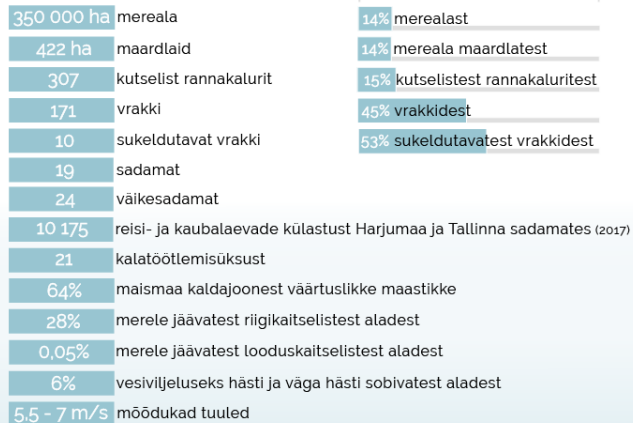 350 000 ha mereala
422 ha maardlaid
307 kutselist rannakalurit
171 vrakki
10 sukeldutavat vrakki
19 sadamat
24 väikesadamat
10 175 reisi- ja kaubalaevade külastust Harjumaa ja Tallinna sadamates (2017)
21 kalatöötlemisüksust
64% maismaa kaldajoonest väärtuslikke maastikke
28% merele jäävatest riigikaitselistest aladest
0,05% merele jäävatest looduskaitselistest aladest
6% vesiviljeluseks hästi ja väga hästi sobivatest aladest
5,5 - 7 m/s mõõdukad tuuled
14% merealast
14% mereala maardlatest
15% kutselistest rannakaluritest
45% vrakkidest
53% sukeldutavatest vrakkidest